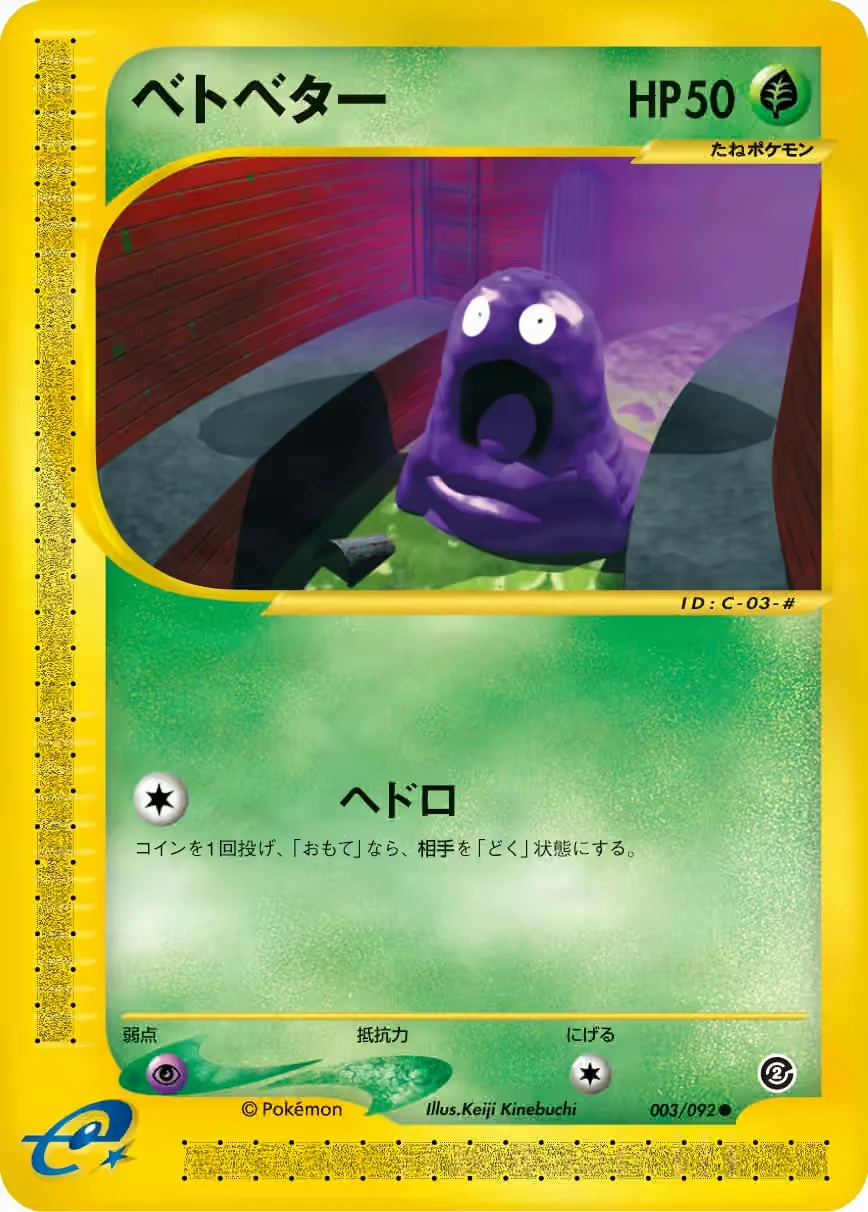 ベトベター
HP50
たねポケモン
ID:C-03-#
ヘドロ
コインを1回投げ、「おもて」なら、相手を「どく」状態にする。
弱点 抵抗力 にげる
2
© Pokémon Illus.Keiji Kinebuchi 003/092●
e